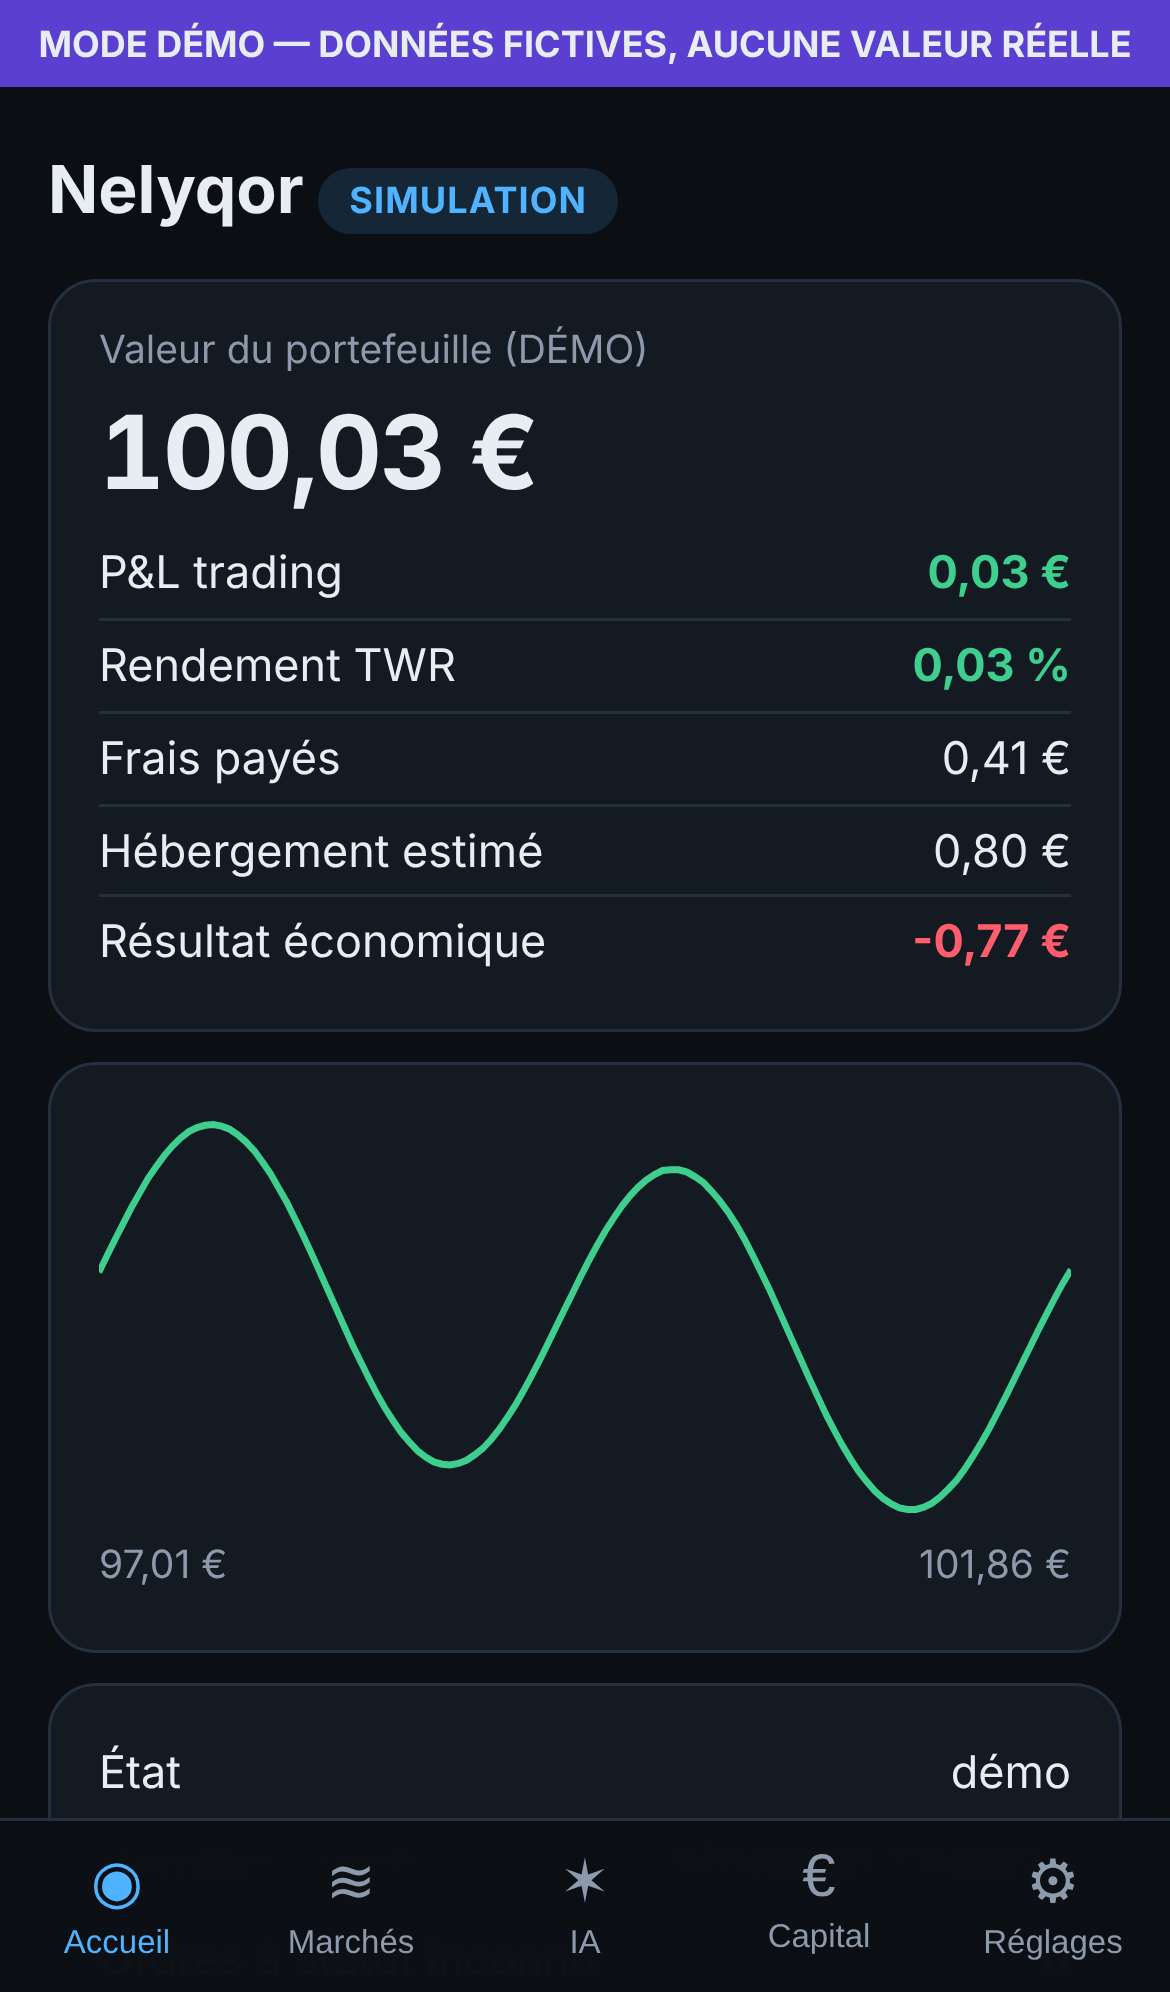 MODE DÉMO — DONNÉES FICTIVES, AUCUNE VALEUR RÉELLE
Nelyqor SIMULATION
Valeur du portefeuille (DÉMO)
100,03 €
P&L trading 0,03 €
Rendement TWR 0,03 %
Frais payés 0,41 €
Hébergement estimé 0,80 €
Résultat économique -0,77 €
97,01 € 101,86 €
État démo
€
Accueil Marchés IA Capital Réglages